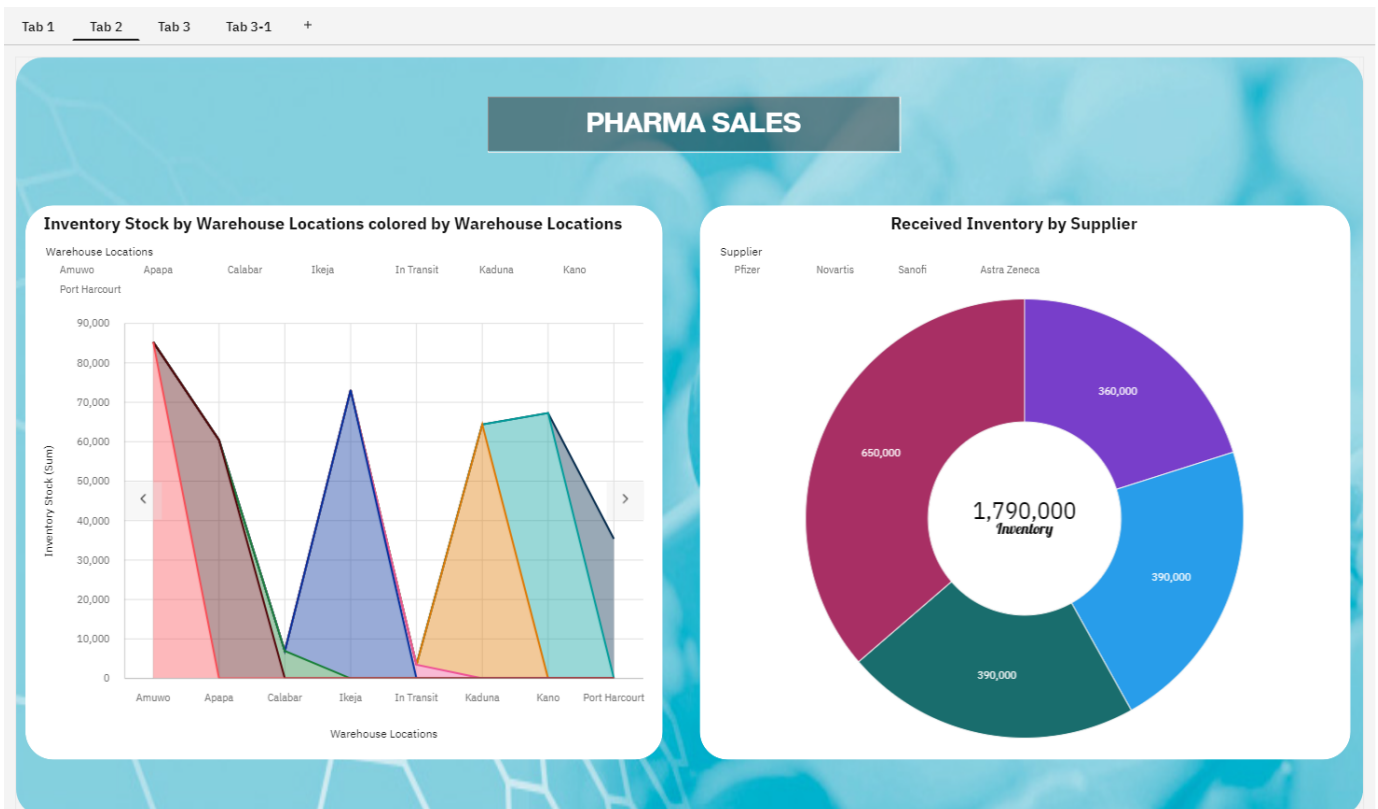 Tab 1 Tab 2 Tab 3 Tab 3-1 +
PHARMA SALES
Inventory Stock by Warehouse Locations colored by Warehouse Locations
Warehouse Locations
Amuwo Apapa Calabar Ikeja In Transit Kaduna Kano
Port Harcourt
Inventory Stock (Sum)
90,000
80,000
70,000
60,000
50,000
40,000
30,000
20,000
10,000
0
Amuwo Apapa Calabar Ikeja In Transit Kaduna Kano Port Harcourt
Warehouse Locations
Received Inventory by Supplier
Supplier
Pfizer Novartis Sanofi Astra Zeneca
360,000
650,000
1,790,000
Inventory
390,000
390,000